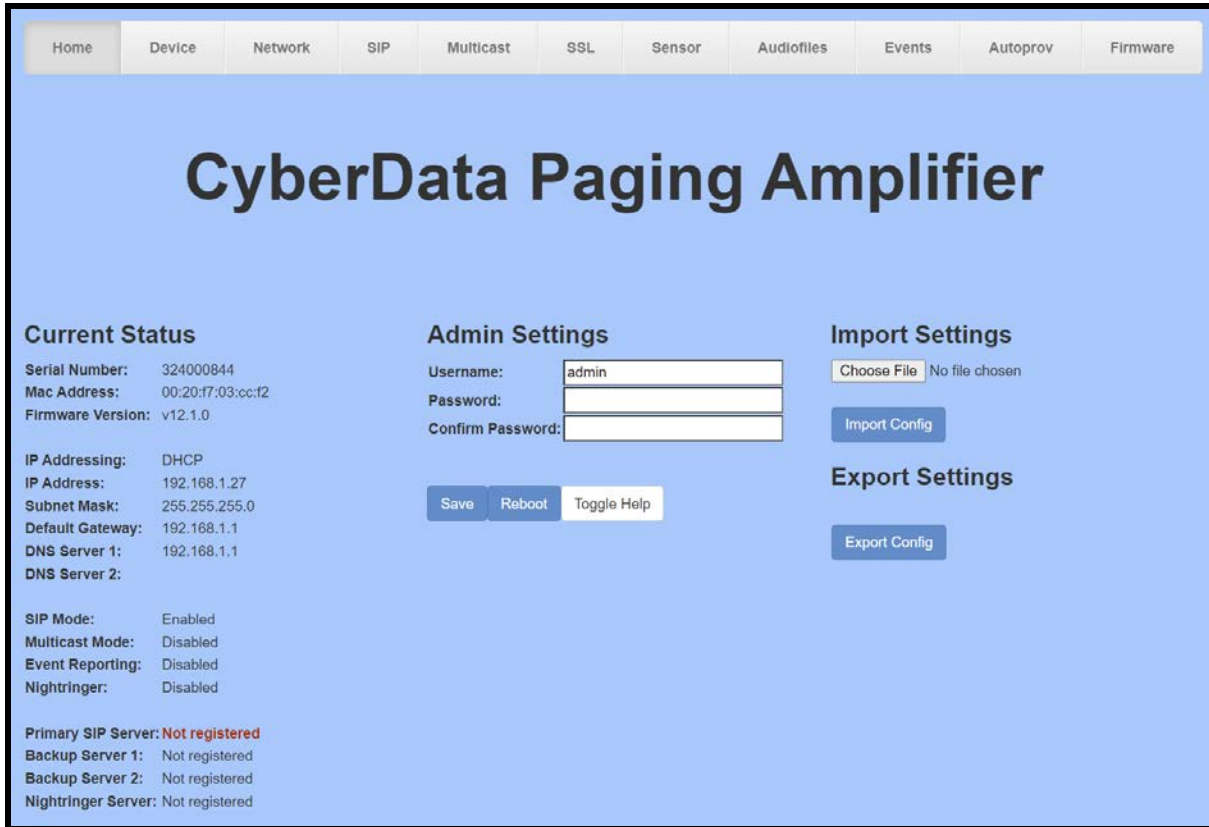 Home Device Network SIP Multicast SSL Sensor Audiofiles Events Autoprov Firmware
CyberData Paging Amplifier
Current Status
Serial Number: 324000844
Mac Address: 00:20:f7:03:cc:f2
Firmware Version: v12.1.0
IP Addressing: DHCP
IP Address: 192.168.1.27
Subnet Mask: 255.255.255.0
Default Gateway: 192.168.1.1
DNS Server 1: 192.168.1.1
DNS Server 2:
SIP Mode: Enabled
Multicast Mode: Disabled
Event Reporting: Disabled
Nightringer: Disabled
Primary SIP Server: Not registered
Backup Server 1: Not registered
Backup Server 2: Not registered
Nightringer Server: Not registered
Admin Settings
Username: admin
Password:
Confirm Password:
Save Reboot Toggle Help
Import Settings
Choose File No file chosen
Import Config
Export Settings
Export Config